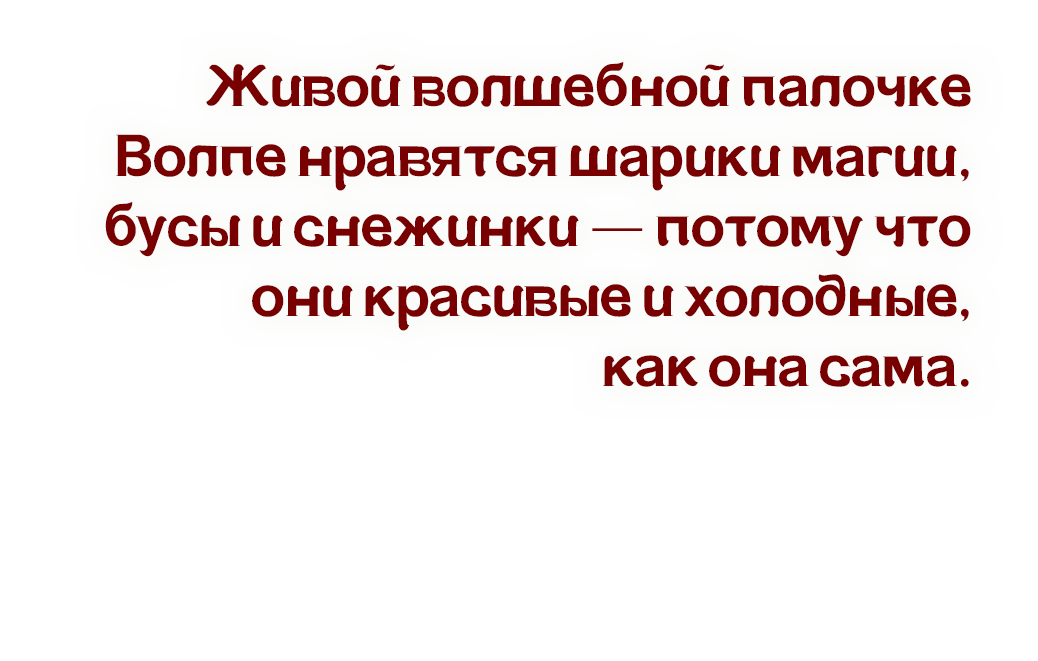 Живой волшебной палочке
Волпе нравятся шарики магии,
бусы и снежинки — потому что
они красивые и холодные,
как она сама.